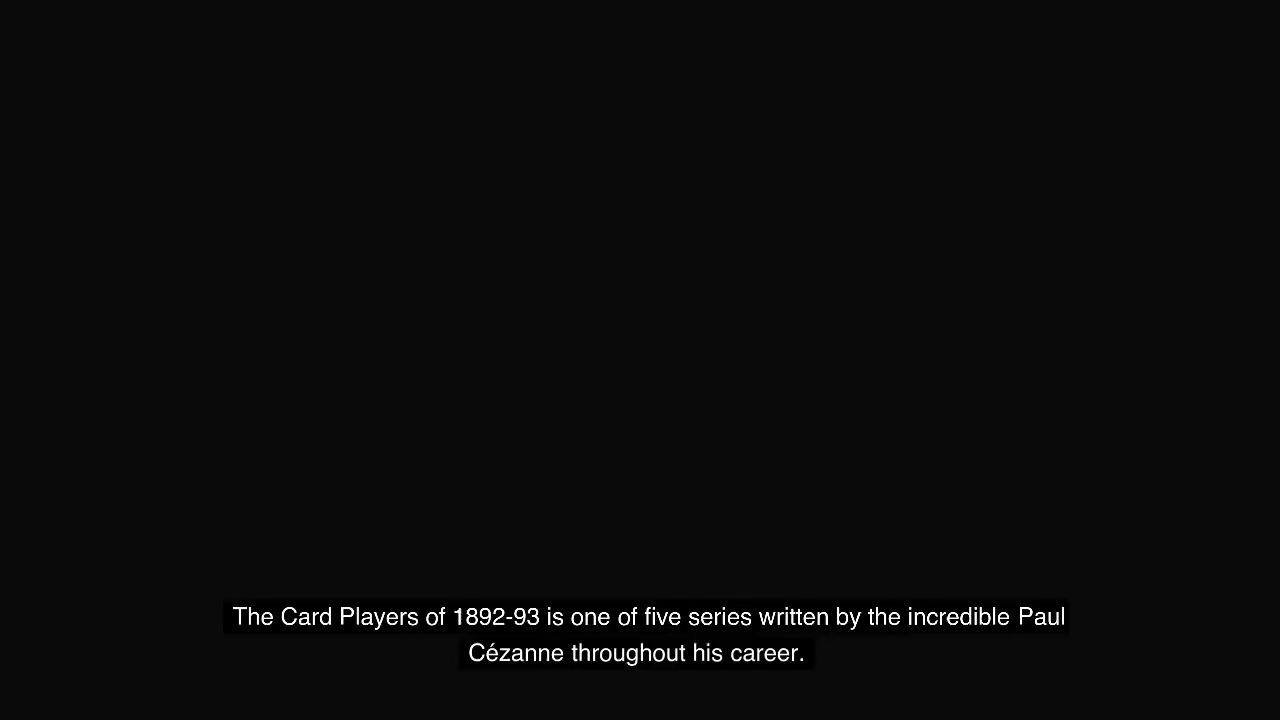 The Card Players of 1892-93 is one of five series written by the incredible Paul
Cézanne throughout his career.